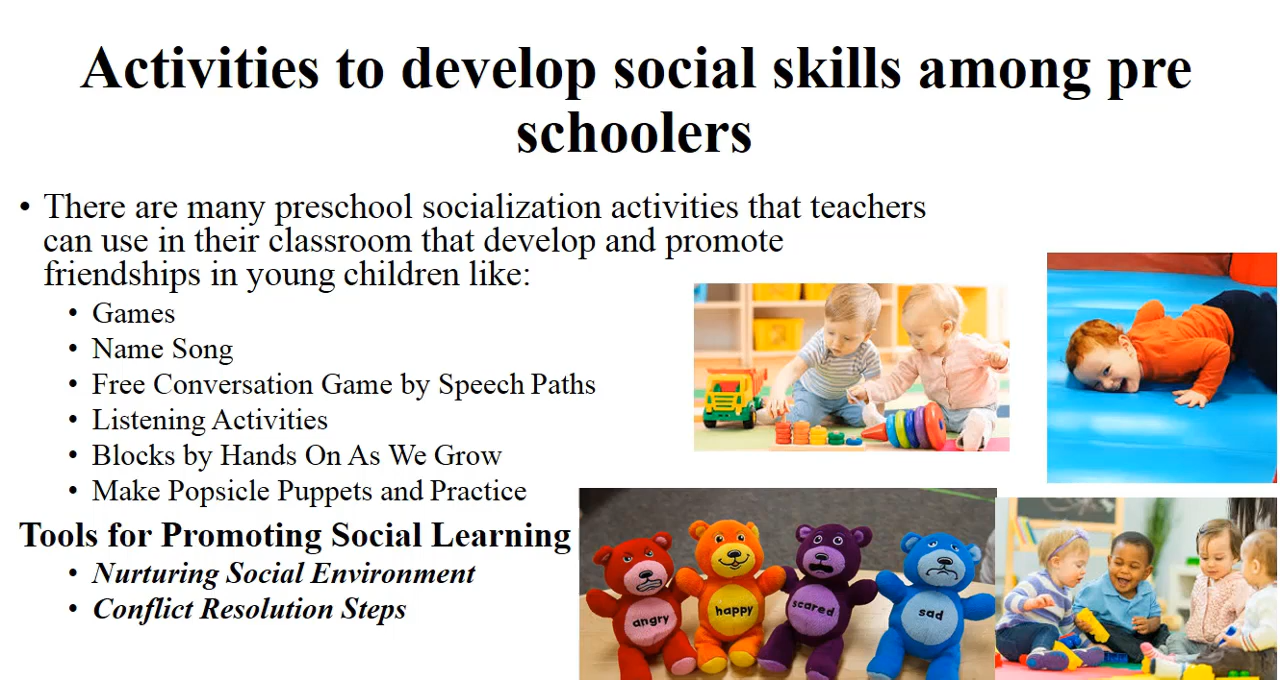 Activities to develop social skills among pre
schoolers
• There are many preschool socialization activities that teachers
can use in their classroom that develop and promote
friendships in young children like:
• Games
• Name Song
• Free Conversation Game by Speech Paths
• Listening Activities
• Blocks by Hands On As We Grow
• Make Popsicle Puppets and Practice
Tools for Promoting Social Learning
• Nurturing Social Environment
• Conflict Resolution Steps
angry
happy
scared
sad